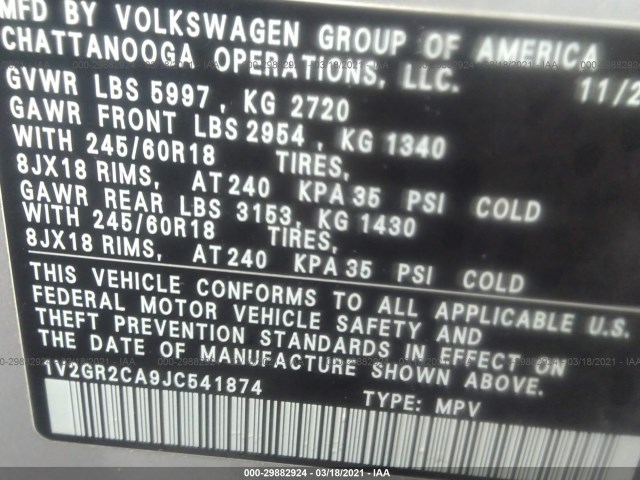 MFD BY VOLKSWAGEN GROUP OF AMERICA
CHATTANOOGA OPERATIONS, LLC. 11/2
GVWR LBS 5997, KG 2720
GAWR FRONT LBS 2954, KG 1340
WITH 245/60R18 TIRES,
8JX18 RIMS, AT 240 KPA 35 PSI COLD
GAWR REAR LBS 3153, KG 1430
WITH 245/60R18 TIRES,
8JX18 RIMS, AT 240 KPA 35 PSI COLD
THIS VEHICLE CONFORMS TO ALL APPLICABLE U.S.
FEDERAL MOTOR VEHICLE SAFETY AND
THEFT PREVENTION STANDARDS IN EFFECT ON
THE DATE OF MANUFACTURE SHOWN ABOVE.
1V2GR2CA9JC541874 TYPE: MPV
000-29882924 - 03/18/2021 - IAA